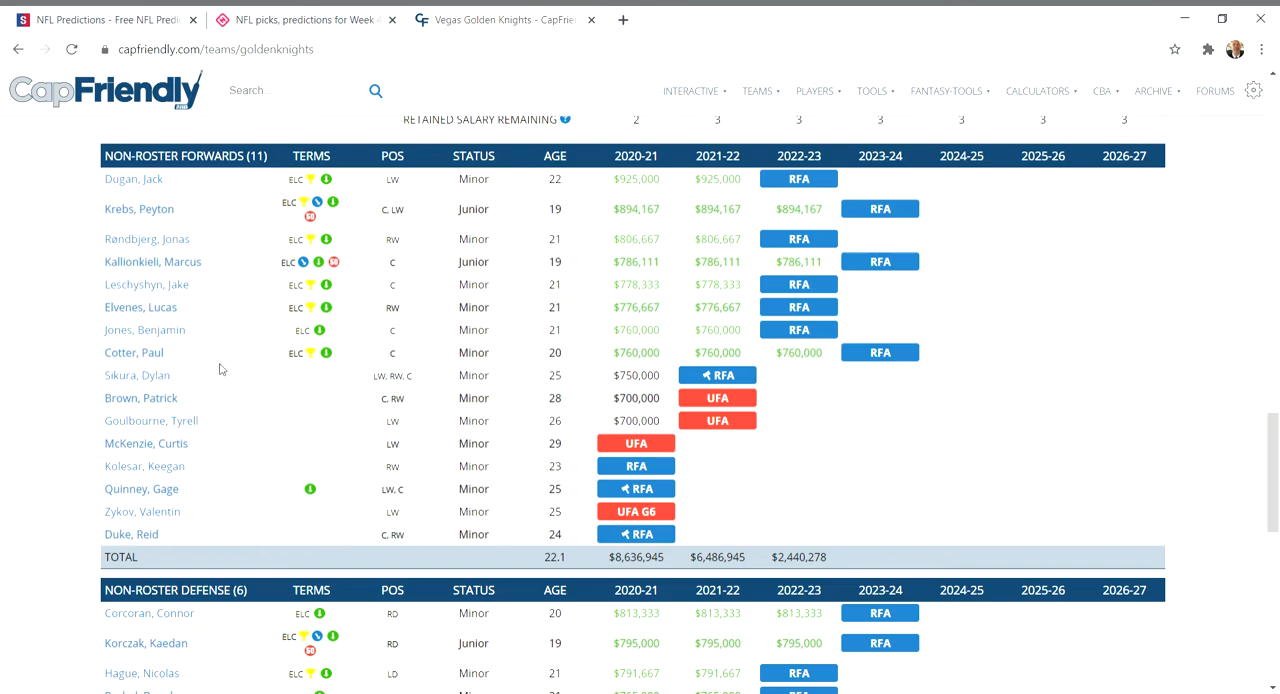 NFL Predictions - Free NFL Predi
NFL picks, predictions for Week 4
Vegas Golden Knights - CapFrie
capfriendly.com/teams/goldenknights
CapFriendly
Search...
INTERACTIVE TEAMS PLAYERS TOOLS FANTASY-TOOLS CALCULATORS CBA ARCHIVE FORUMS
RETAINED SALARY REMAINING 2 3 3 3 3 3 3
NON-ROSTER FORWARDS (11) TERMS POS STATUS AGE 2020-21 2021-22 2022-23 2023-24 2024-25 2025-26 2026-27
Dugan, Jack ELC LW Minor 22 $925,000 $925,000 RFA
Krebs, Peyton ELC 50 C, LW Junior 19 $894,167 $894,167 $894,167 RFA
Røndbjerg, Jonas ELC RW Minor 21 $806,667 $806,667 RFA
Kallionkieli, Marcus ELC 50 C Junior 19 $786,111 $786,111 $786,111 RFA
Leschyshyn, Jake ELC C Minor 21 $778,333 $778,333 RFA
Elvenes, Lucas ELC RW Minor 21 $776,667 $776,667 RFA
Jones, Benjamin ELC C Minor 21 $760,000 $760,000 RFA
Cotter, Paul ELC C Minor 20 $760,000 $760,000 $760,000 RFA
Sikura, Dylan LW, RW, C Minor 25 $750,000 RFA
Brown, Patrick C, RW Minor 28 $700,000 UFA
Goulbourne, Tyrell LW Minor 26 $700,000 UFA
McKenzie, Curtis LW Minor 29 UFA
Kolesar, Keegan RW Minor 23 RFA
Quinney, Gage LW, C Minor 25 RFA
Zykov, Valentin LW Minor 25 UFA G6
Duke, Reid C, RW Minor 24 RFA
TOTAL 22.1 $8,636,945 $6,486,945 $2,440,278
NON-ROSTER DEFENSE (6) TERMS POS STATUS AGE 2020-21 2021-22 2022-23 2023-24 2024-25 2025-26 2026-27
Corcoran, Connor ELC RD Minor 20 $813,333 $813,333 $813,333 RFA
Korczak, Kaedan ELC 50 RD Junior 19 $795,000 $795,000 $795,000 RFA
Hague, Nicolas ELC LD Minor 21 $791,667 $791,667 RFA